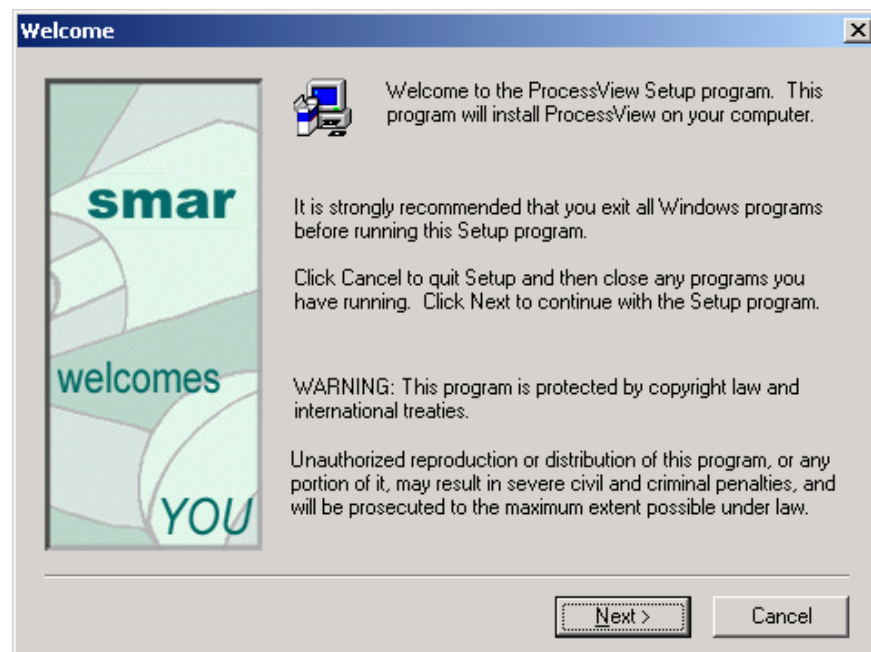 Welcome
Welcome to the ProcessView Setup program. This
program will install ProcessView on your computer.
smar
welcomes
YOU
It is strongly recommended that you exit all Windows programs
before running this Setup program.
Click Cancel to quit Setup and then close any programs you
have running. Click Next to continue with the Setup program.
WARNING: This program is protected by copyright law and
international treaties.
Unauthorized reproduction or distribution of this program, or any
portion of it, may result in severe civil and criminal penalties, and
will be prosecuted to the maximum extent possible under law.
Next >
Cancel